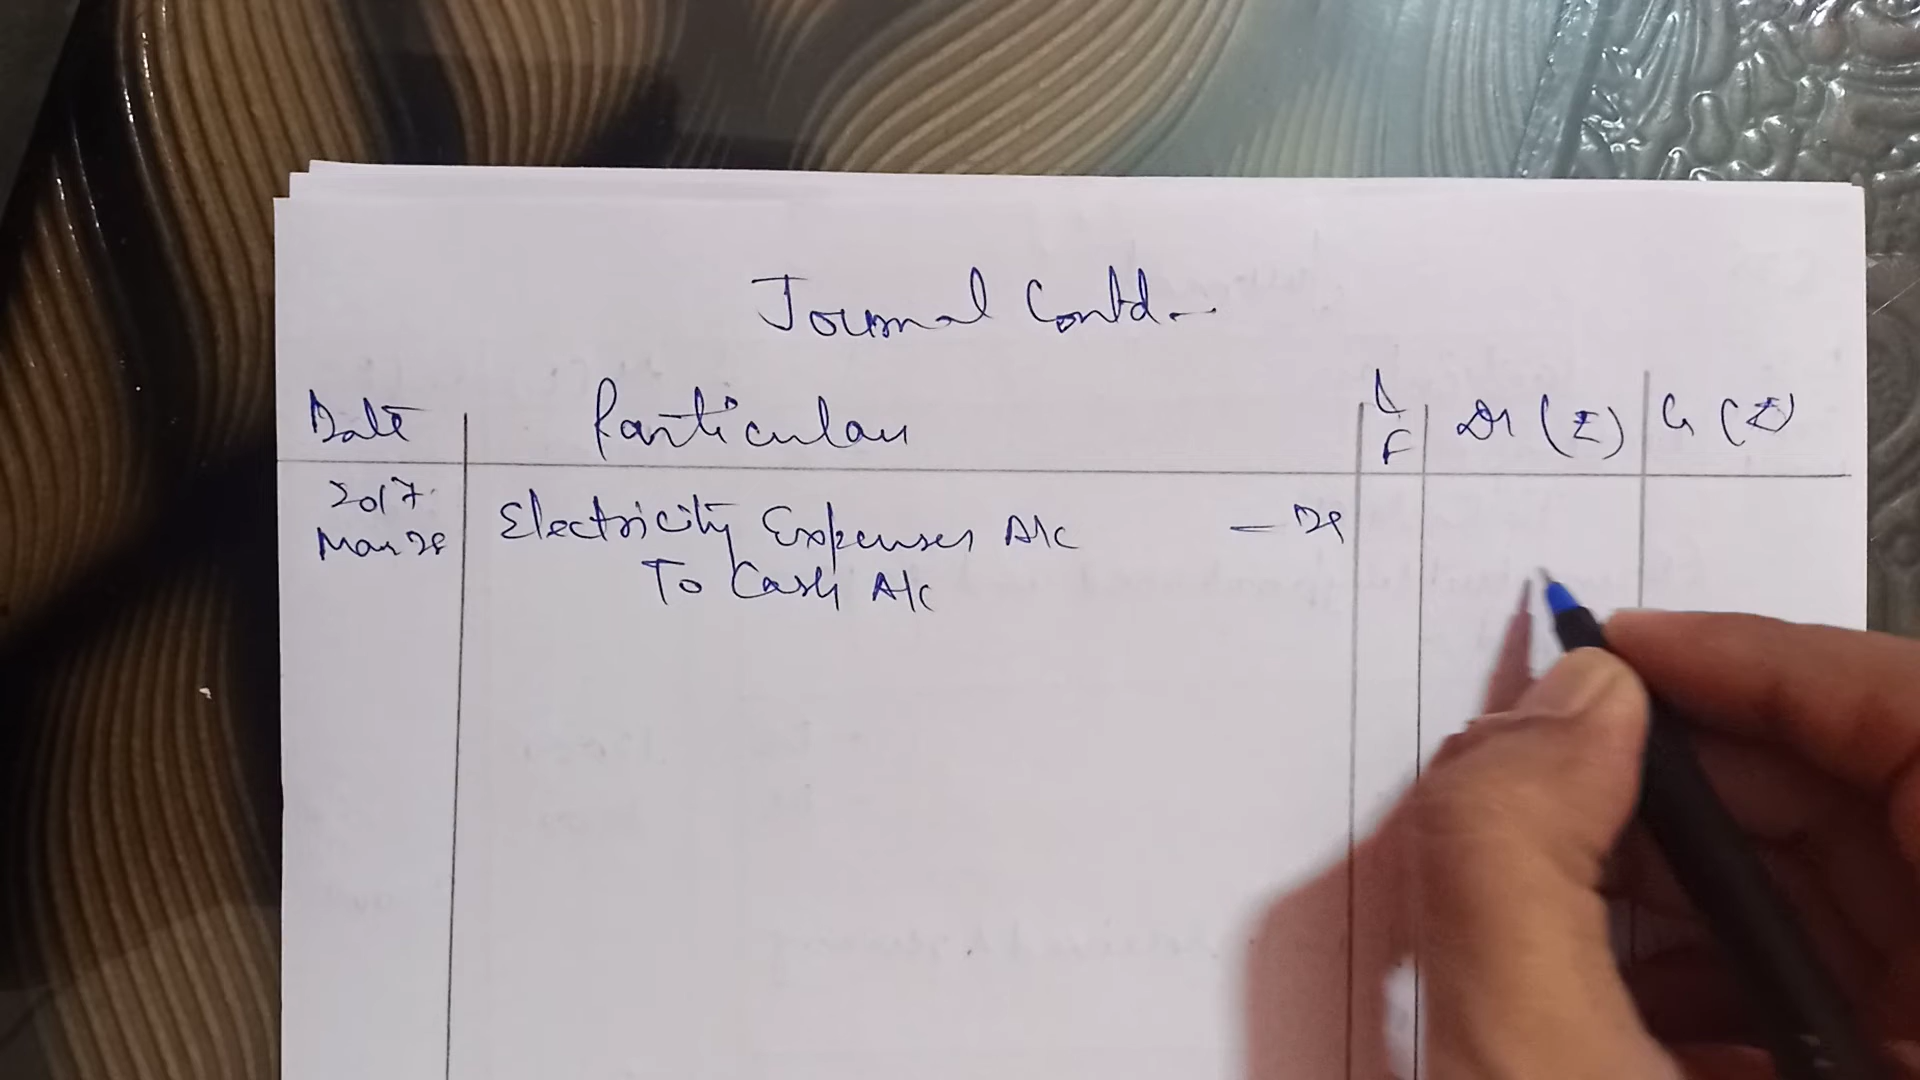 Journal Contd -
Date Particulars L F Dr (₹) Cr (₹)
2017
Mar 28 Electricity Expenses A/c — Dr
To Cash A/c